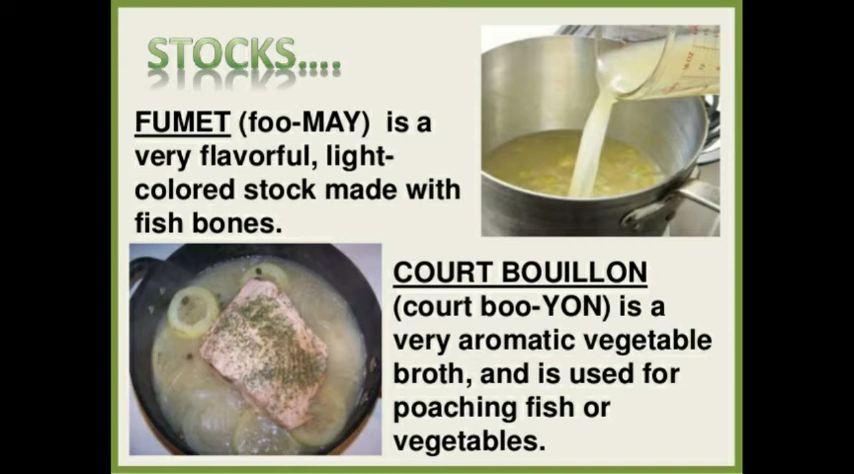 STOCKS....
FUMET (foo-MAY) is a
very flavorful, light-
colored stock made with
fish bones.
COURT BOUILLON
(court boo-YON) is a
very aromatic vegetable
broth, and is used for
poaching fish or
vegetables.